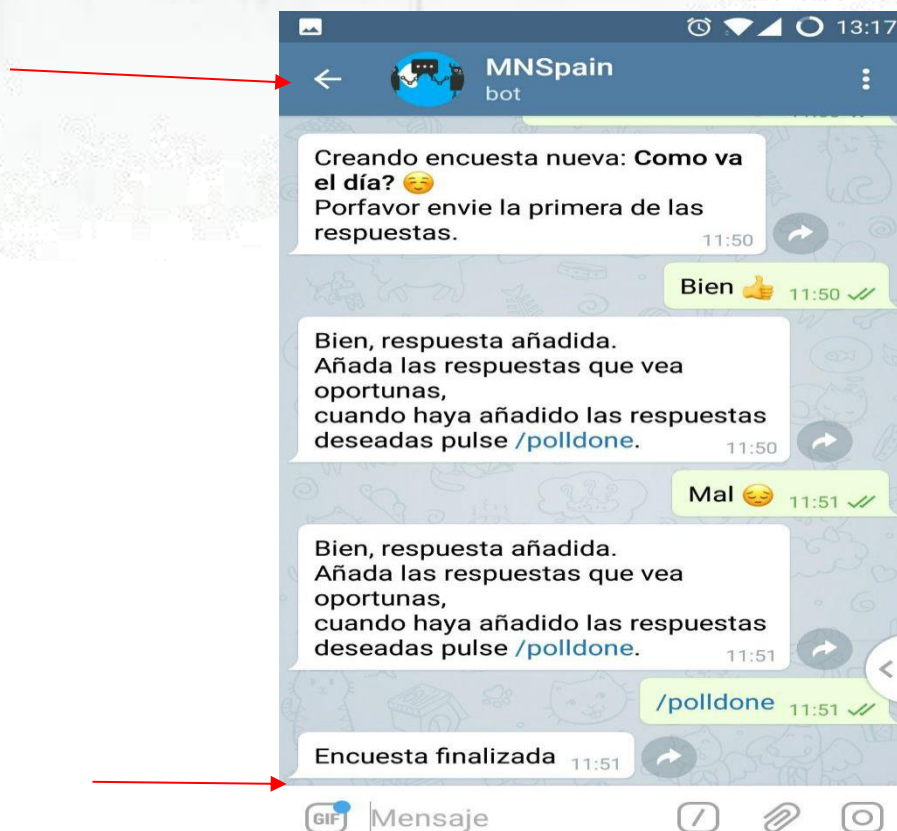 13:17
MNSpain
bot
Creando encuesta nueva: Como va
el día? ☺️
Porfavor envie la primera de las
respuestas.
11:50
Bien 👍 11:50
Bien, respuesta añadida.
Añada las respuestas que vea
oportunas,
cuando haya añadido las respuestas
deseadas pulse /polldone.
11:50
Mal 😔 11:51
Bien, respuesta añadida.
Añada las respuestas que vea
oportunas,
cuando haya añadido las respuestas
deseadas pulse /polldone.
11:51
/polldone 11:51
Encuesta finalizada 11:51
GIF Mensaje